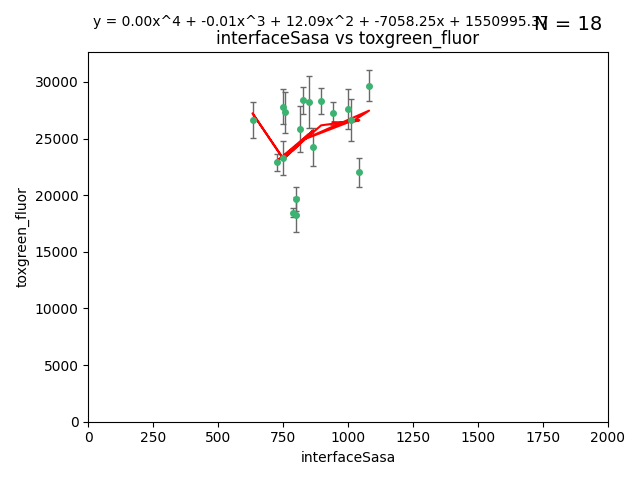 y = 0.00x^4 + -0.01x^3 + 12.09x^2 + -7058.25x + 1550995.37
N = 18
interfaceSasa vs toxgreen_fluor
30000
25000
20000
15000
10000
5000
0
toxgreen_fluor
0 250 500 750 1000 1250 1500 1750 2000
interfaceSasa